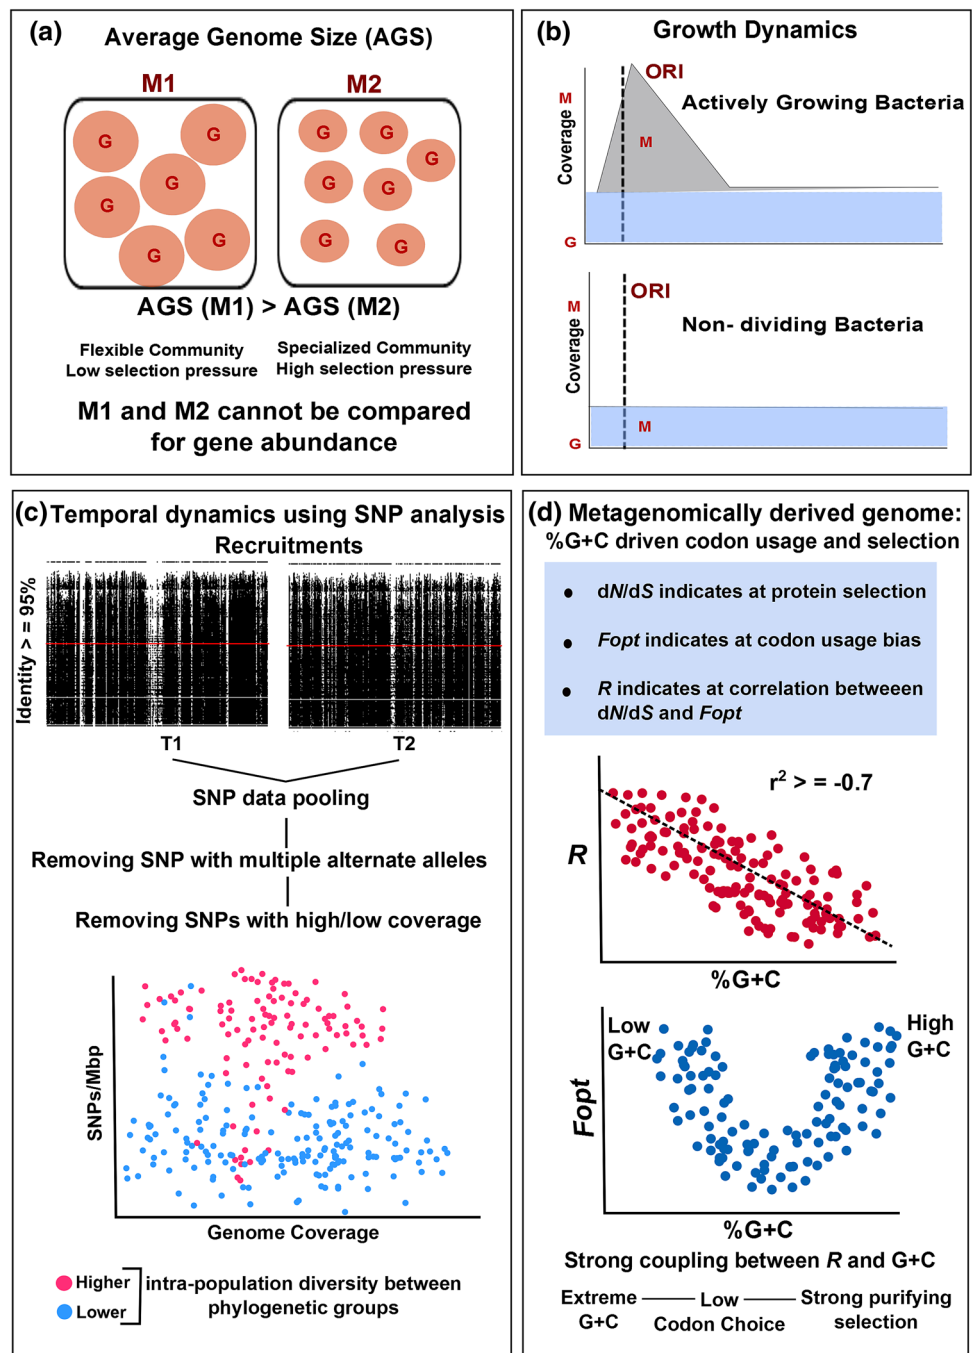 (a)
Average Genome Size (AGS)
M1
M2
G
G
G
G
G
G
G
G
G
G
G
G
G
AGS (M1) > AGS (M2)
Flexible Community
Low selection pressure
Specialized Community
High selection pressure
M1 and M2 cannot be compared
for gene abundance
(b)
Growth Dynamics
ORI
Actively Growing Bacteria
M
Coverage
M
G
ORI
Non- dividing Bacteria
M
Coverage
M
G
(c) Temporal dynamics using SNP analysis
Recruitments
Identity > = 95%
T1
T2
SNP data pooling
Removing SNP with multiple alternate alleles
Removing SNPs with high/low coverage
SNPs/Mbp
Genome Coverage
Higher
Lower
intra-population diversity between
phylogenetic groups
(d) Metagenomically derived genome:
%G+C driven codon usage and selection
• dN/dS indicates at protein selection
• Fopt indicates at codon usage bias
• R indicates at correlation betweeen
dN/dS and Fopt
r² > = -0.7
R
%G+C
Low
G+C
High
G+C
Fopt
%G+C
Strong coupling between R and G+C
Extreme
G+C
Low
Codon Choice
Strong purifying
selection